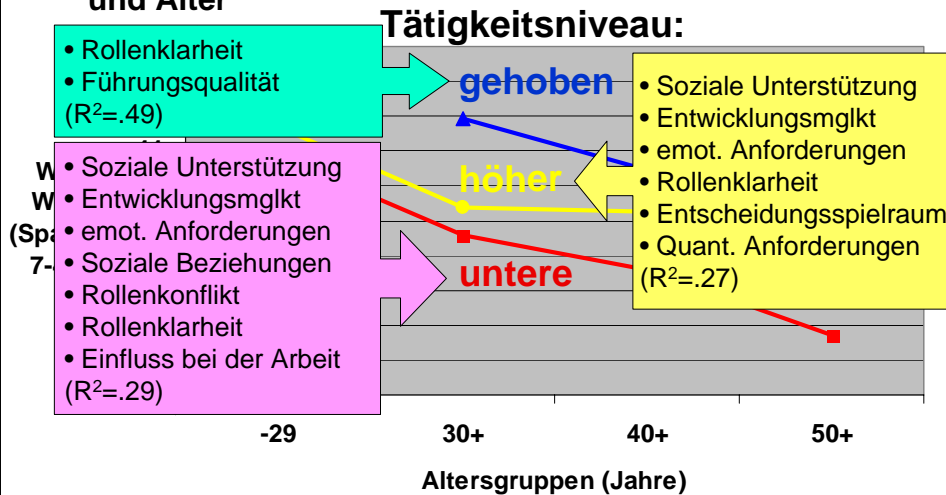 und Alter
Tätigkeitsniveau:
• Rollenklarheit
• Führungsqualität
(R²=.49)
gehoben
• Soziale Unterstützung
• Entwicklungsmglkt
• emot. Anforderungen
• Rollenklarheit
• Entscheidungsspielraum
• Quant. Anforderungen
(R²=.27)
höher
• Soziale Unterstützung
• Entwicklungsmglkt
• emot. Anforderungen
• Soziale Beziehungen
• Rollenkonflikt
• Rollenklarheit
• Einfluss bei der Arbeit
(R²=.29)
untere
-29 30+ 40+ 50+
Altersgruppen (Jahre)